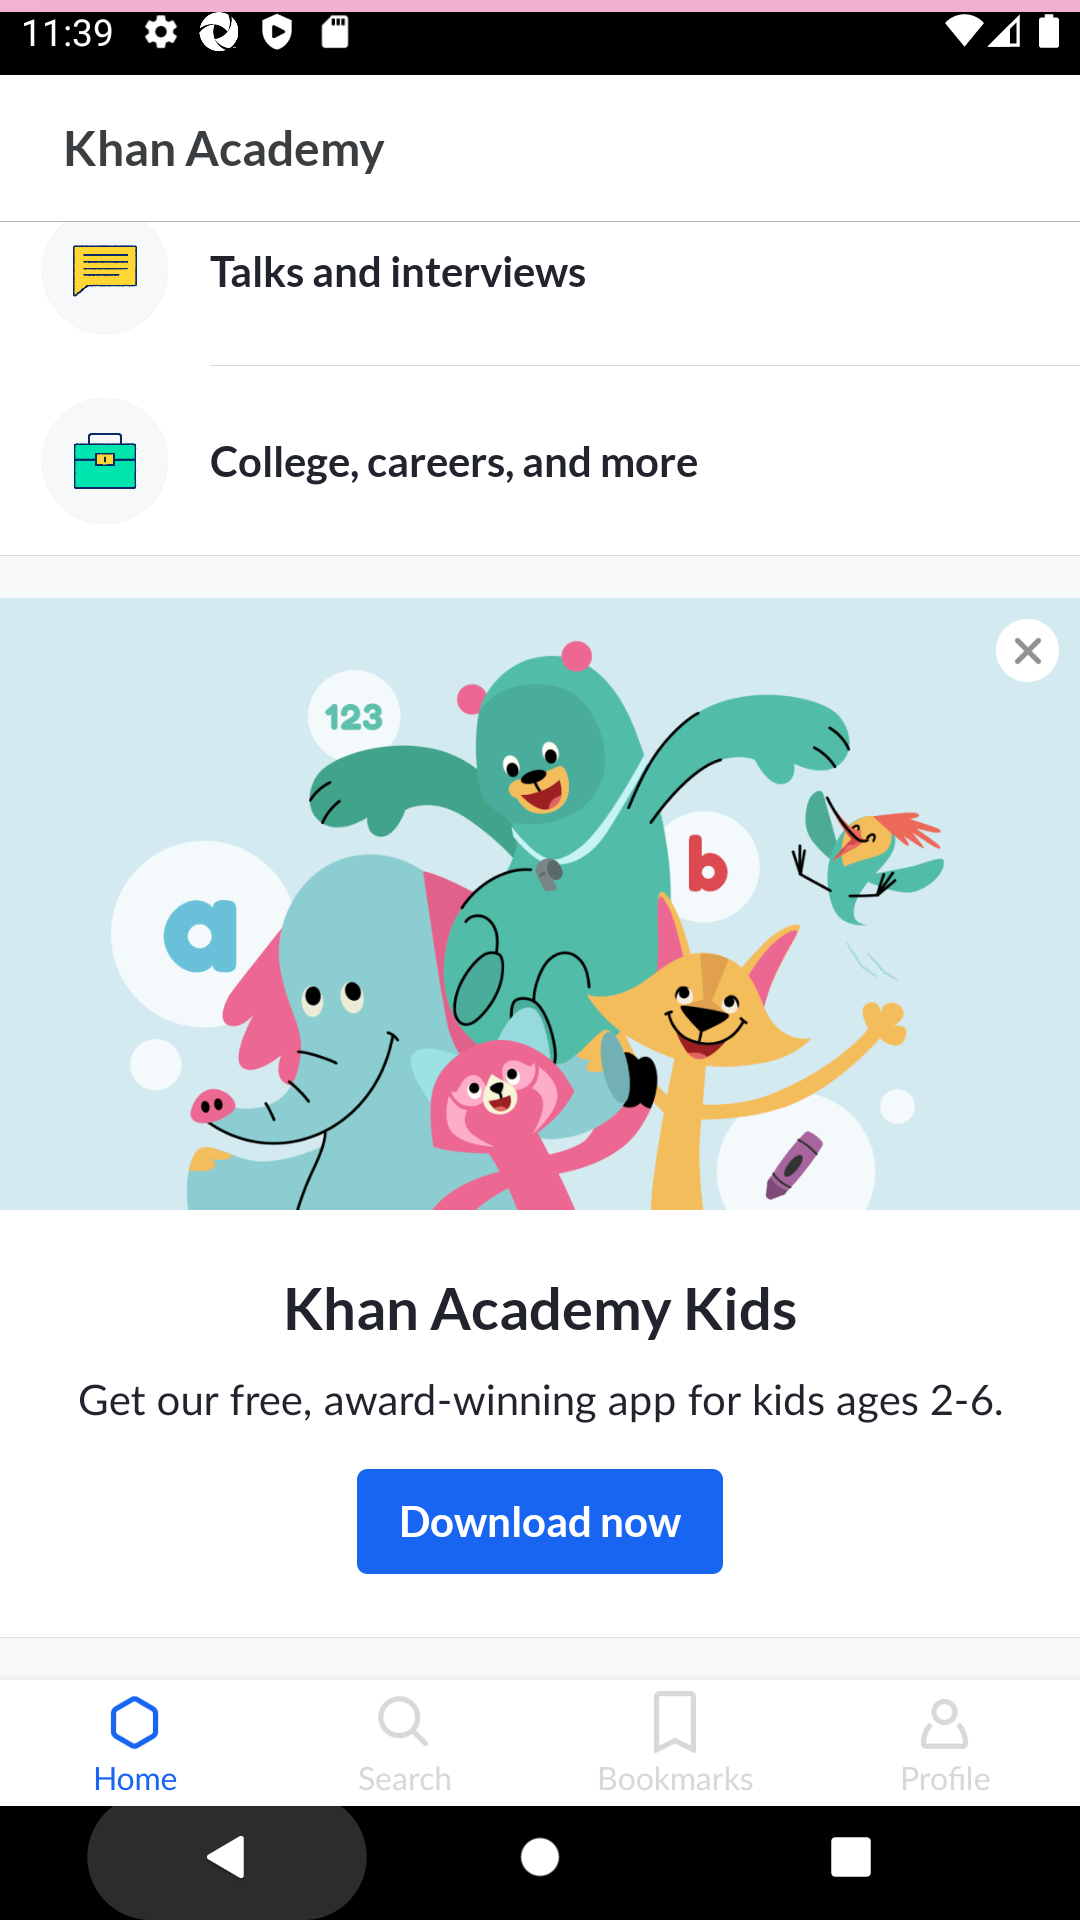 11:39
Khan Academy
Talks and interviews
College, careers, and more
123
a
b
Khan Academy Kids
Get our free, award-winning app for kids ages 2-6.
Download now
Home
Search
Bookmarks
Profile